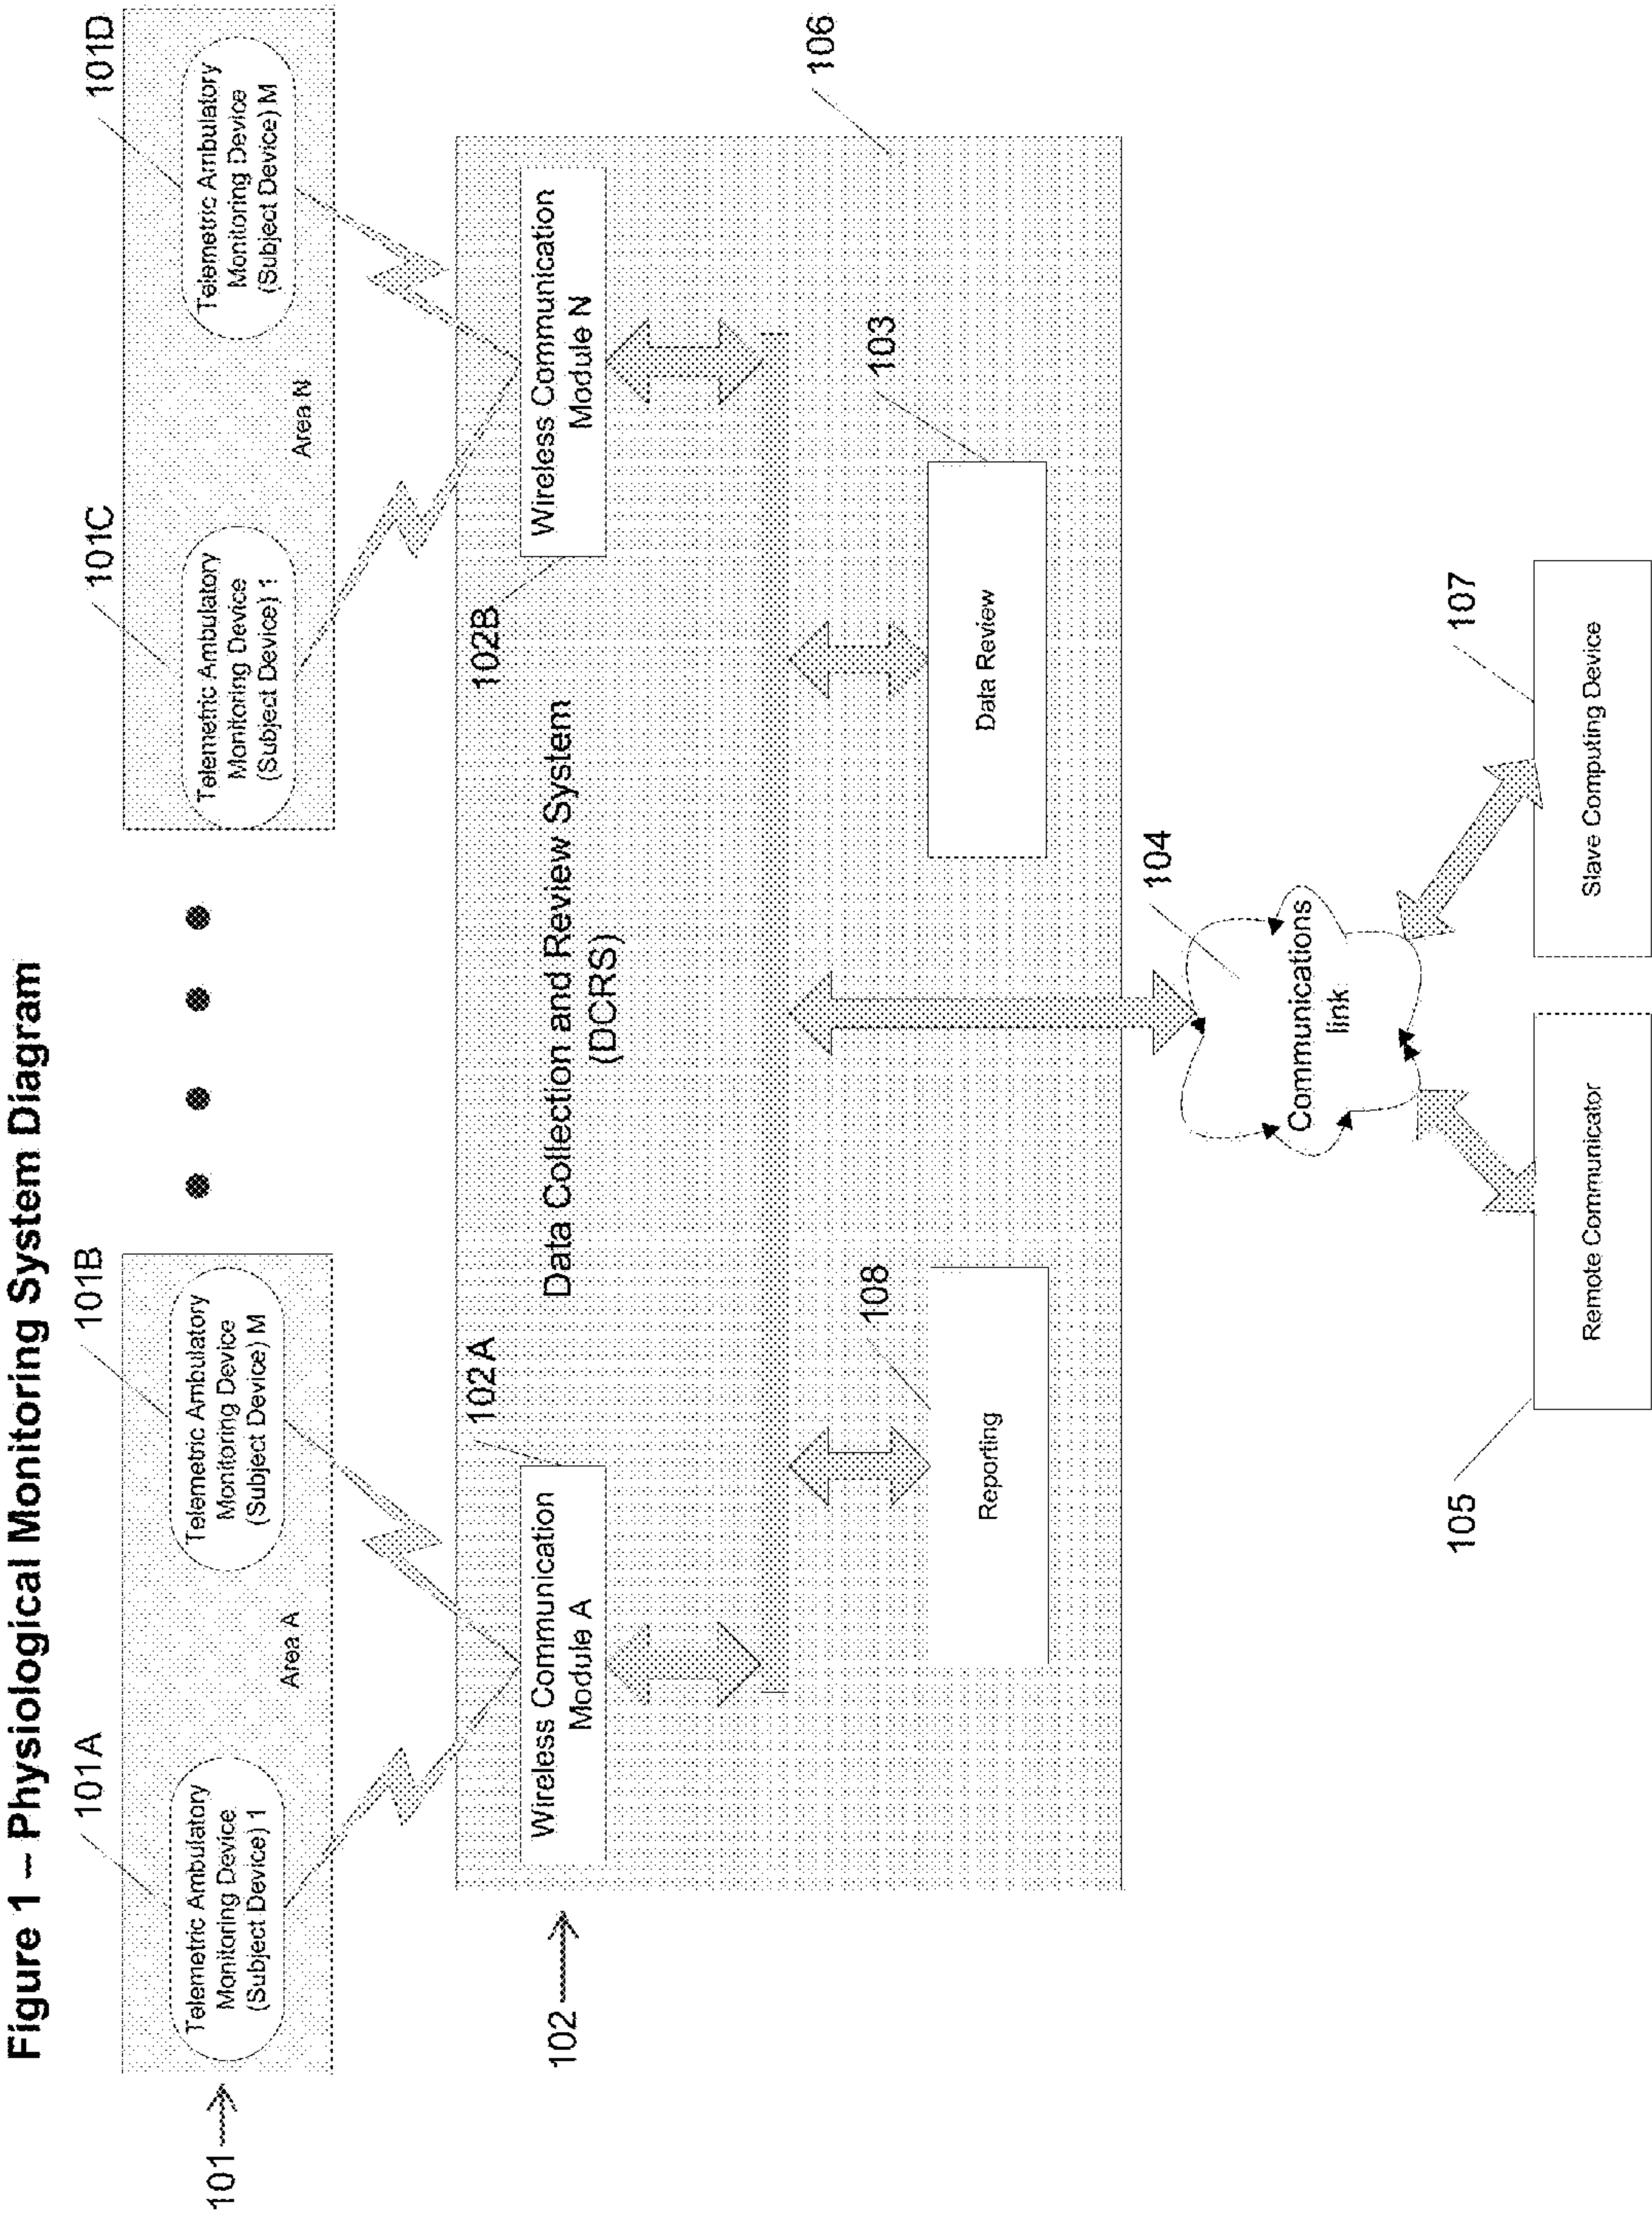 Figure 1 – Physiological Monitoring System Diagram
101A
101B
101C
101D
101
Telemetric Ambulatory
Monitoring Device
(Subject Device) 1
Telemetric Ambulatory
Monitoring Device
(Subject Device) M
Area A
Telemetric Ambulatory
Monitoring Device
(Subject Device) 1
Telemetric Ambulatory
Monitoring Device
(Subject Device) M
Area N
102A
102B
102
Wireless Communication
Module A
Data Collection and Review System
(DCRS)
Wireless Communication
Module N
106
108
Reporting
103
Data Review
104
Communications
link
105
Remote Communicator
107
Slave Computing Device